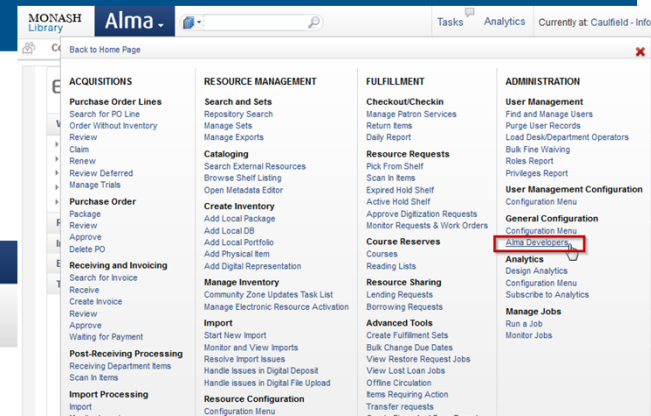 MONASH
Library
Alma
Tasks
Analytics
Currently at: Caulfield - Info
Back to Home Page
ACQUISITIONS
Purchase Order Lines
Search for PO Line
Order Without Inventory
Review
Claim
Renew
Review Deferred
Manage Trials
Purchase Order
Package
Review
Approve
Delete PO
Receiving and Invoicing
Search for Invoice
Receive
Create Invoice
Review
Approve
Waiting for Payment
Post-Receiving Processing
Receiving Department Items
Scan In Items
Import Processing
Import
RESOURCE MANAGEMENT
Search and Sets
Repository Search
Manage Sets
Manage Exports
Cataloging
Search External Resources
Browse Shelf Listing
Open Metadata Editor
Create Inventory
Add Local Package
Add Local DB
Add Local Portfolio
Add Physical Item
Add Digital Representation
Manage Inventory
Community Zone Updates Task List
Manage Electronic Resource Activation
Import
Start New Import
Monitor and View Imports
Resolve Import Issues
Handle Issues in Digital Deposit
Handle issues in Digital File Upload
Resource Configuration
Configuration Menu
FULFILLMENT
Checkout/Checkin
Manage Patron Services
Return Items
Daily Report
Resource Requests
Pick From Shelf
Scan In Items
Expired Hold Shelf
Active Hold Shelf
Approve Digitization Requests
Monitor Requests & Work Orders
Course Reserves
Courses
Reading Lists
Resource Sharing
Lending Requests
Borrowing Requests
Advanced Tools
Create Fulfillment Sets
Bulk Change Due Dates
View Restore Request Jobs
View Lost Loan Jobs
Offline Circulation
Items Requiring Action
Transfer requests
ADMINISTRATION
User Management
Find and Manage Users
Purge User Records
Load Desk/Department Operators
Bulk Fine Waiving
Roles Report
Privileges Report
User Management Configuration
Configuration Menu
General Configuration
Configuration Menu
Alma Developers
Analytics
Design Analytics
Configuration Menu
Subscribe to Analytics
Manage Jobs
Run a Job
Monitor Jobs